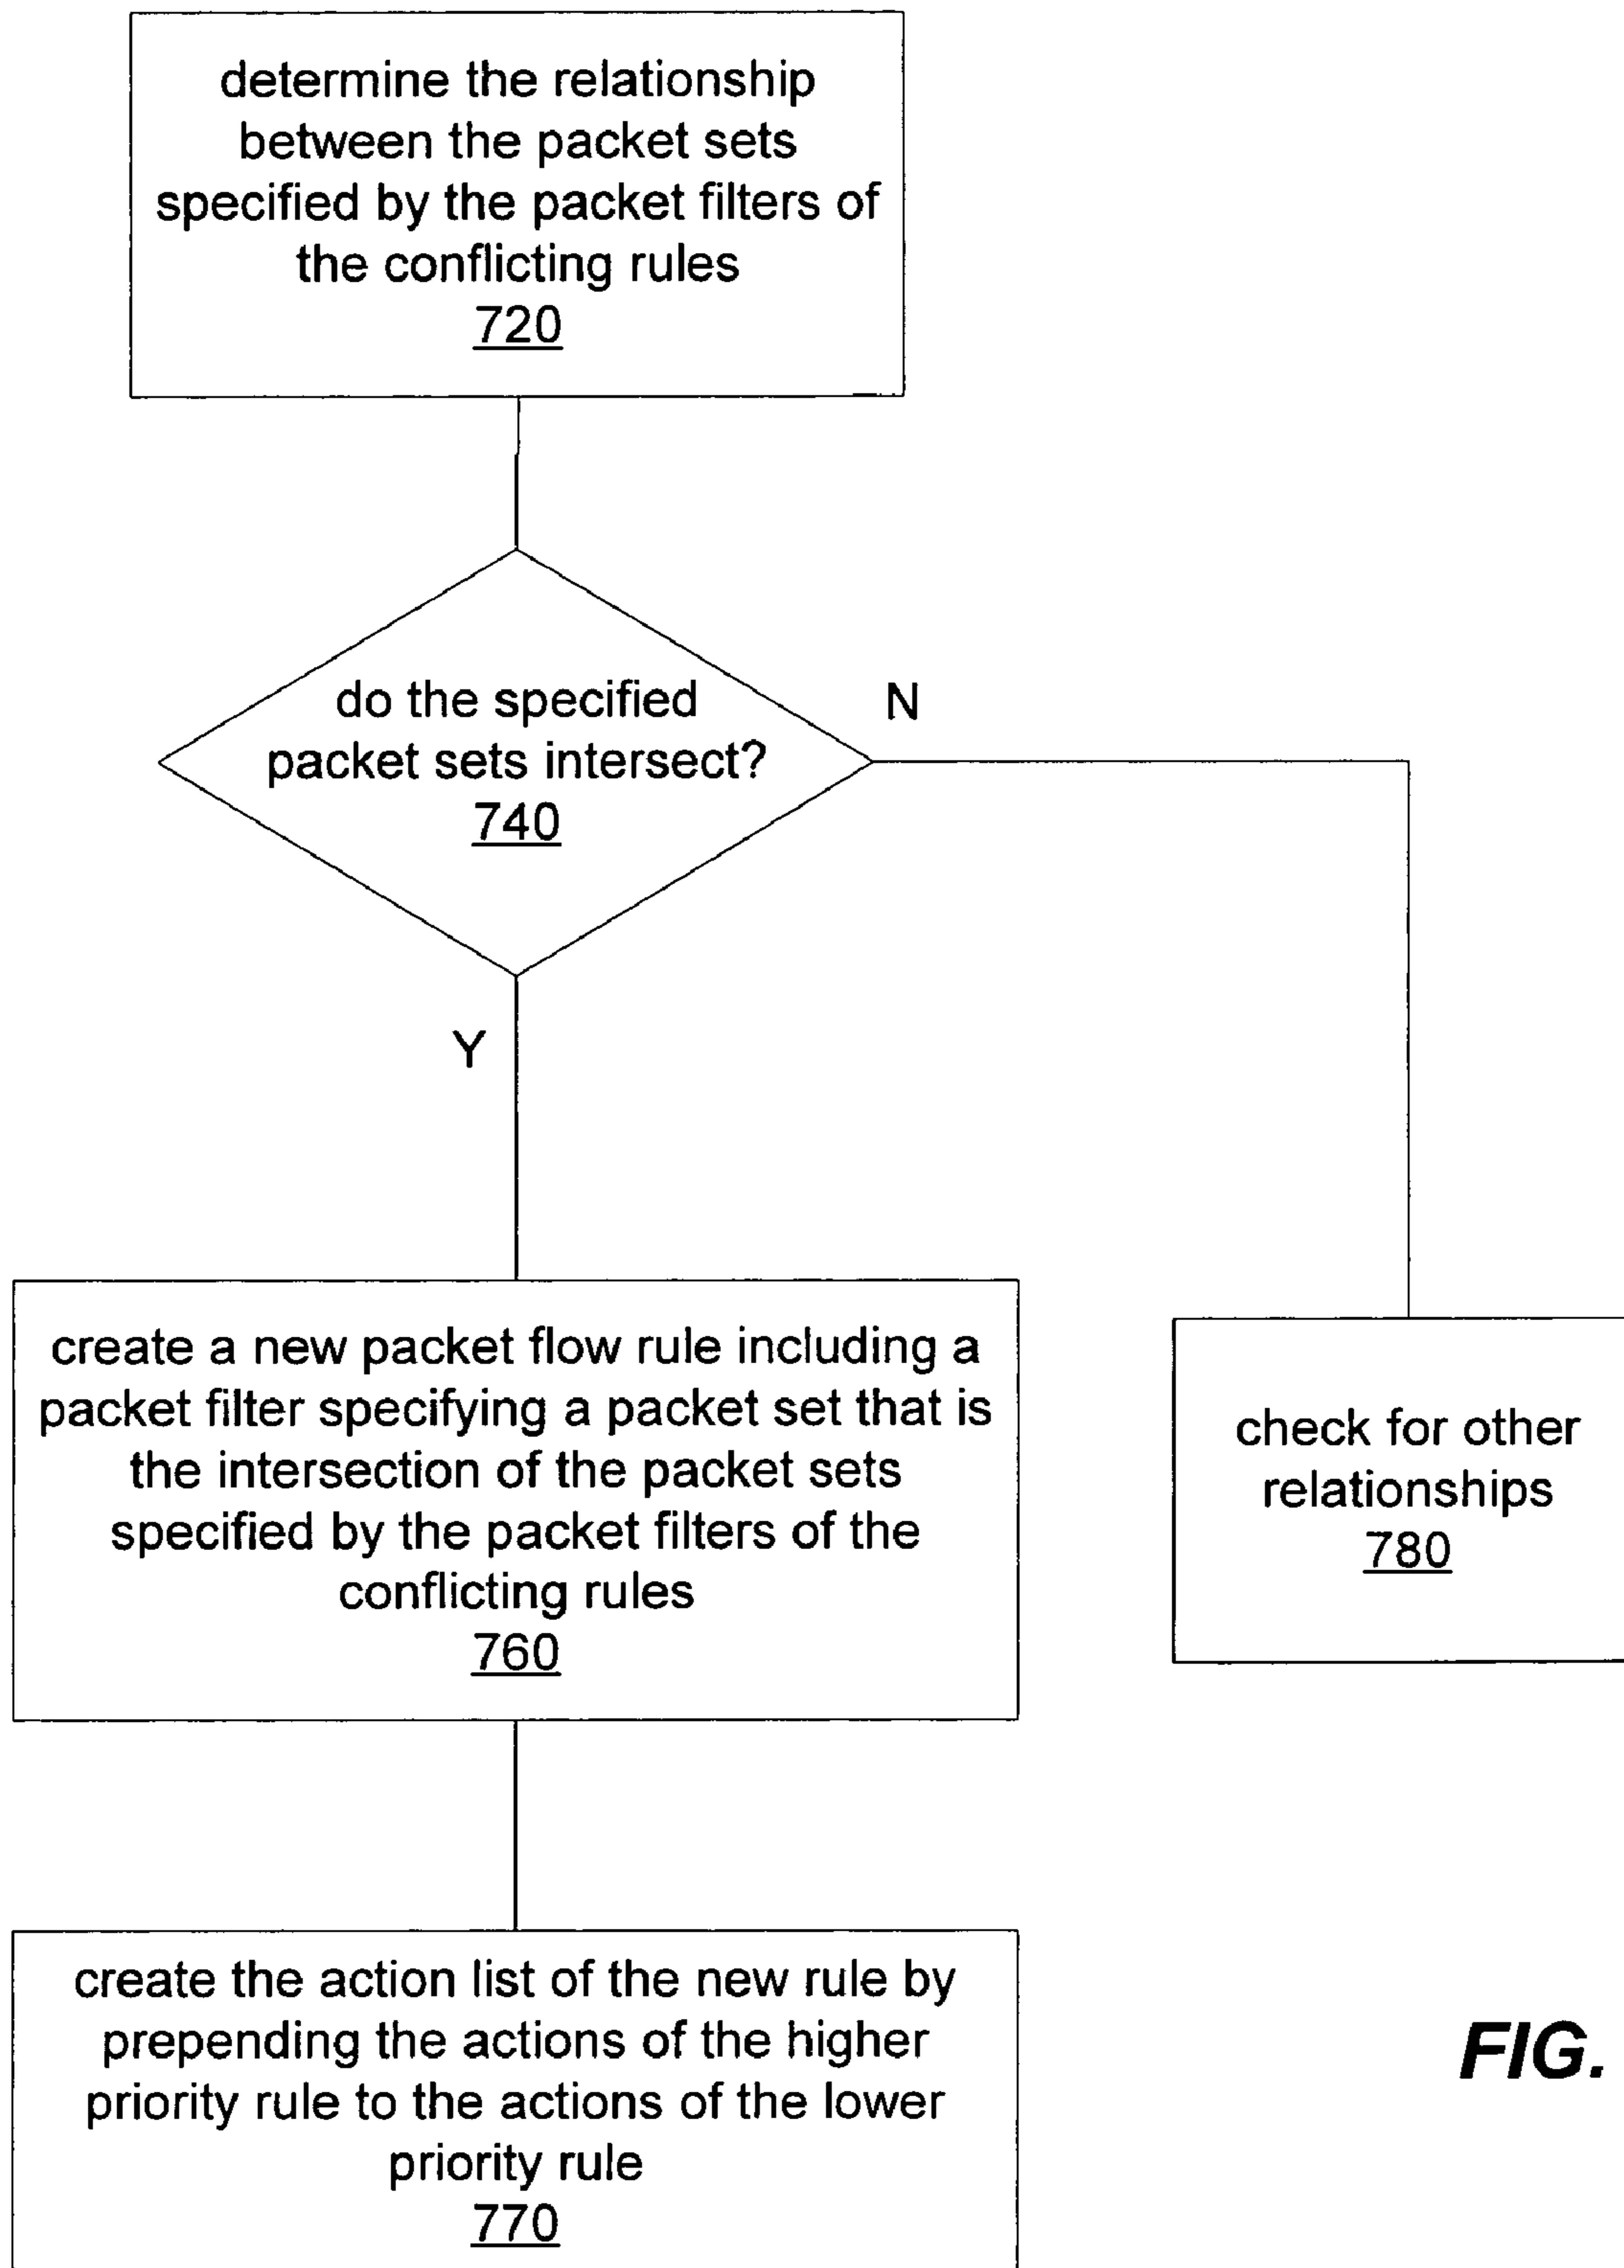 determine the relationship
between the packet sets
specified by the packet filters of
the conflicting rules
720
do the specified
packet sets intersect?
740
N
Y
create a new packet flow rule including a
packet filter specifying a packet set that is
the intersection of the packet sets
specified by the packet filters of the
conflicting rules
760
check for other
relationships
780
create the action list of the new rule by
prepending the actions of the higher
priority rule to the actions of the lower
priority rule
770
FIG.